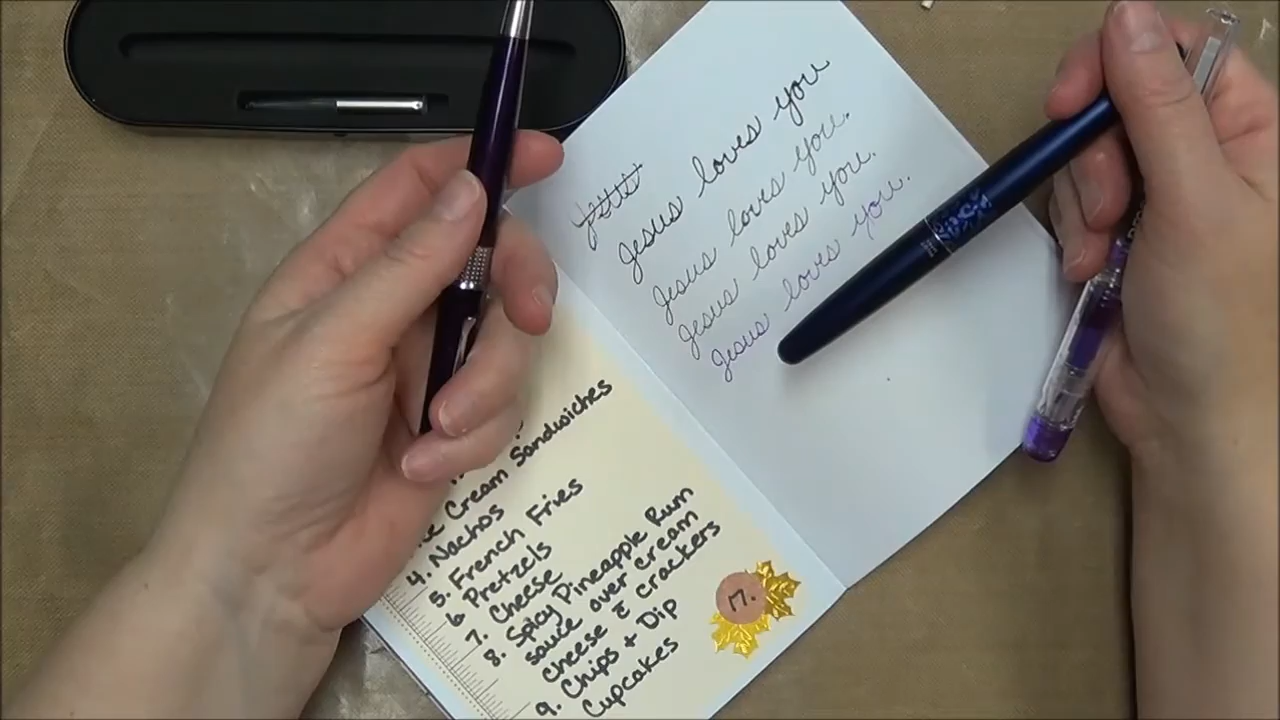 Jesus
Jesus loves you
Jesus loves you.
Jesus loves you.
Jesus loves you.
Cream Sandwiches
4. Nachos
5. French Fries
6 Pretzels
7. Cheese
8. Spicy Pineapple Rum
sauce over cream
cheese & crackers
9. Chips + Dip
Cupcakes
17.